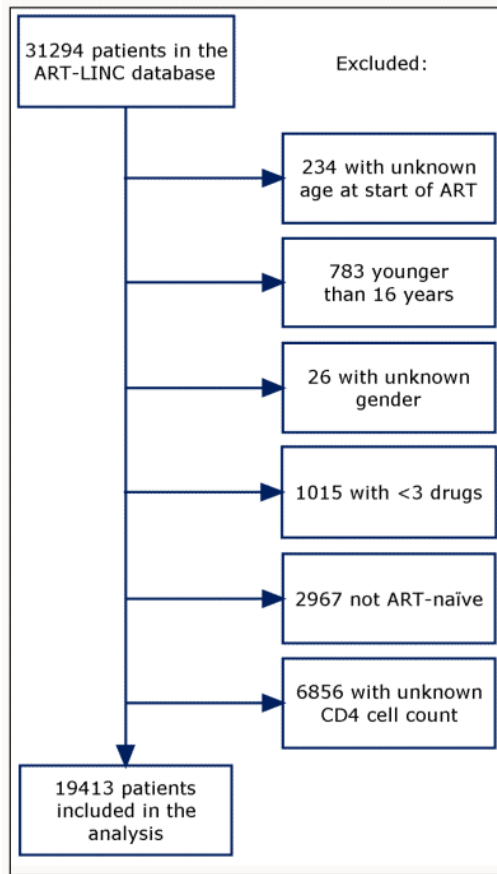 31294 patients in the
ART-LINC database
Excluded:
234 with unknown
age at start of ART
783 younger
than 16 years
26 with unknown
gender
1015 with <3 drugs
2967 not ART-naïve
6856 with unknown
CD4 cell count
19413 patients
included in the
analysis